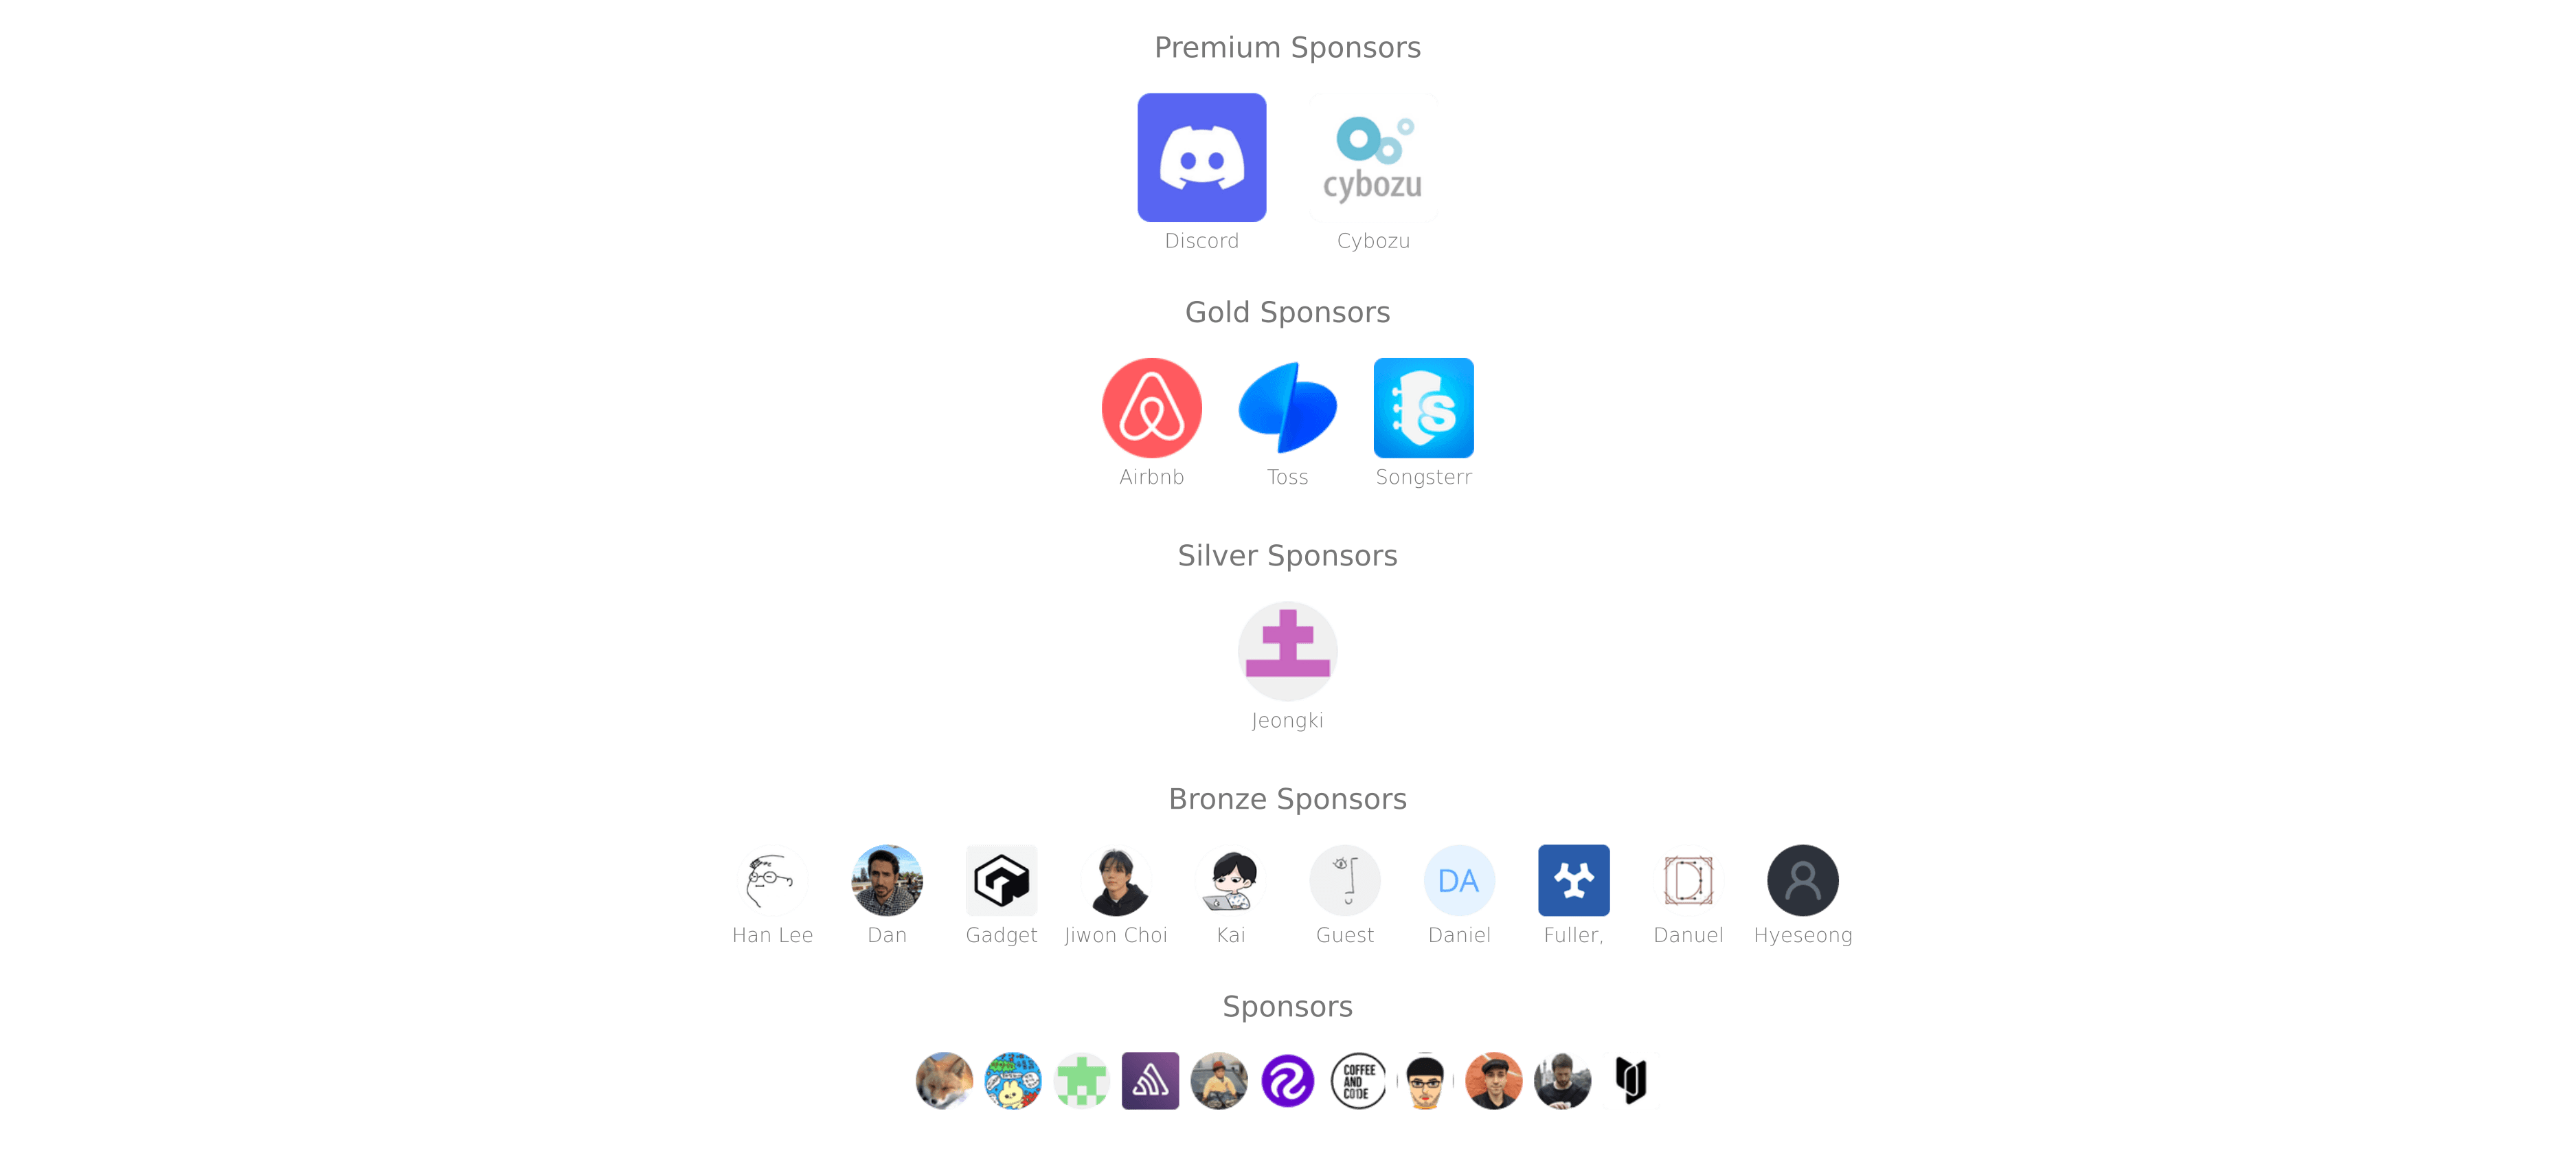 Premium Sponsors
cybozu
Discord
Cybozu
Gold Sponsors
S
Airbnb
Toss
Songsterr
Silver Sponsors
Jeongki
Bronze Sponsors
DA
D
Han Lee
Dan
Gadget
Jiwon Choi
Kai
Guest
Daniel
Fuller,
Danuel
Hyeseong
Sponsors
COFFEE
AND
CODE